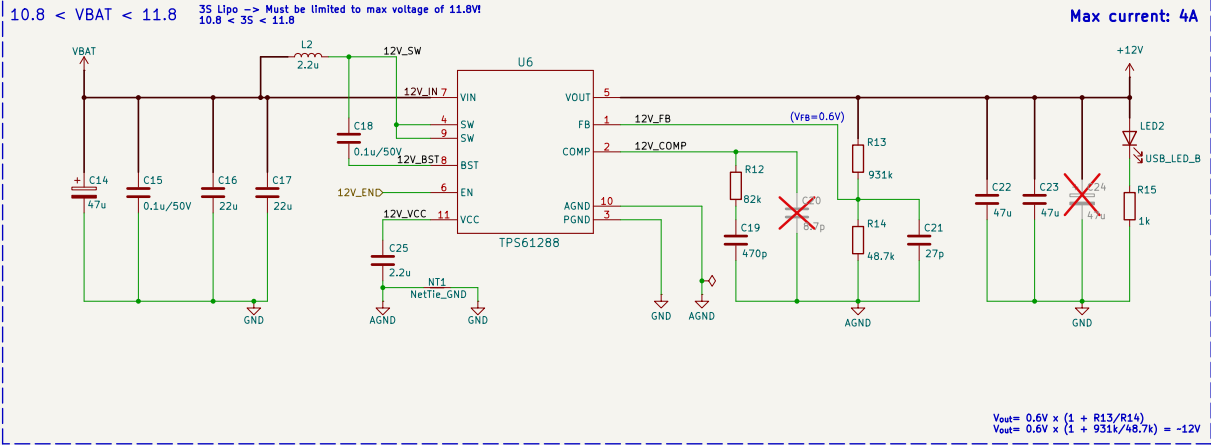 10.8 < VBAT < 11.8
3S Lipo -> Must be limited to max voltage of 11.8V!
10.8 < 3S < 11.8
Max current: 4A
VBAT
L2
2.2u
12V_SW
U6
+12V
12V_IN 7 VIN
VOUT 5
4 SW
9 SW
FB 1 12V_FB
(VFB=0.6V)
C18
0.1u/50V
12V_BST 8 BST
COMP 2 12V_COMP
R13
931k
LED2
USB_LED_B
C14
47u
C15
0.1u/50V
C16
22u
C17
22u
12V_EN 6 EN
12V_VCC 11 VCC
AGND 10
PGND 3
TPS61288
R12
82k
C20
C19
470p
R14
48.7k
C21
27p
C22
47u
C23
47u
C24
47u
R15
1k
C25
2.2u
NT1
NetTie_GND
GND
AGND
GND
GND
AGND
AGND
GND
Vout= 0.6V x (1 + R13/R14)
Vout= 0.6V x (1 + 931k/48.7k) = ~12V